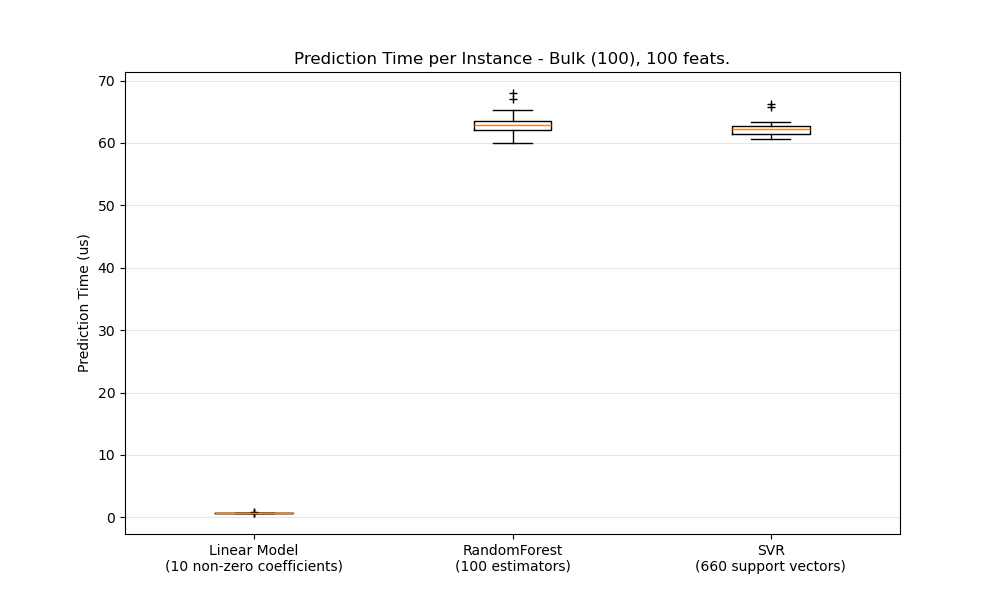 Prediction Time per Instance - Bulk (100), 100 feats.
70
60
50
40
30
20
10
0
Prediction Time (us)
Linear Model
(10 non-zero coefficients)
RandomForest
(100 estimators)
SVR
(660 support vectors)